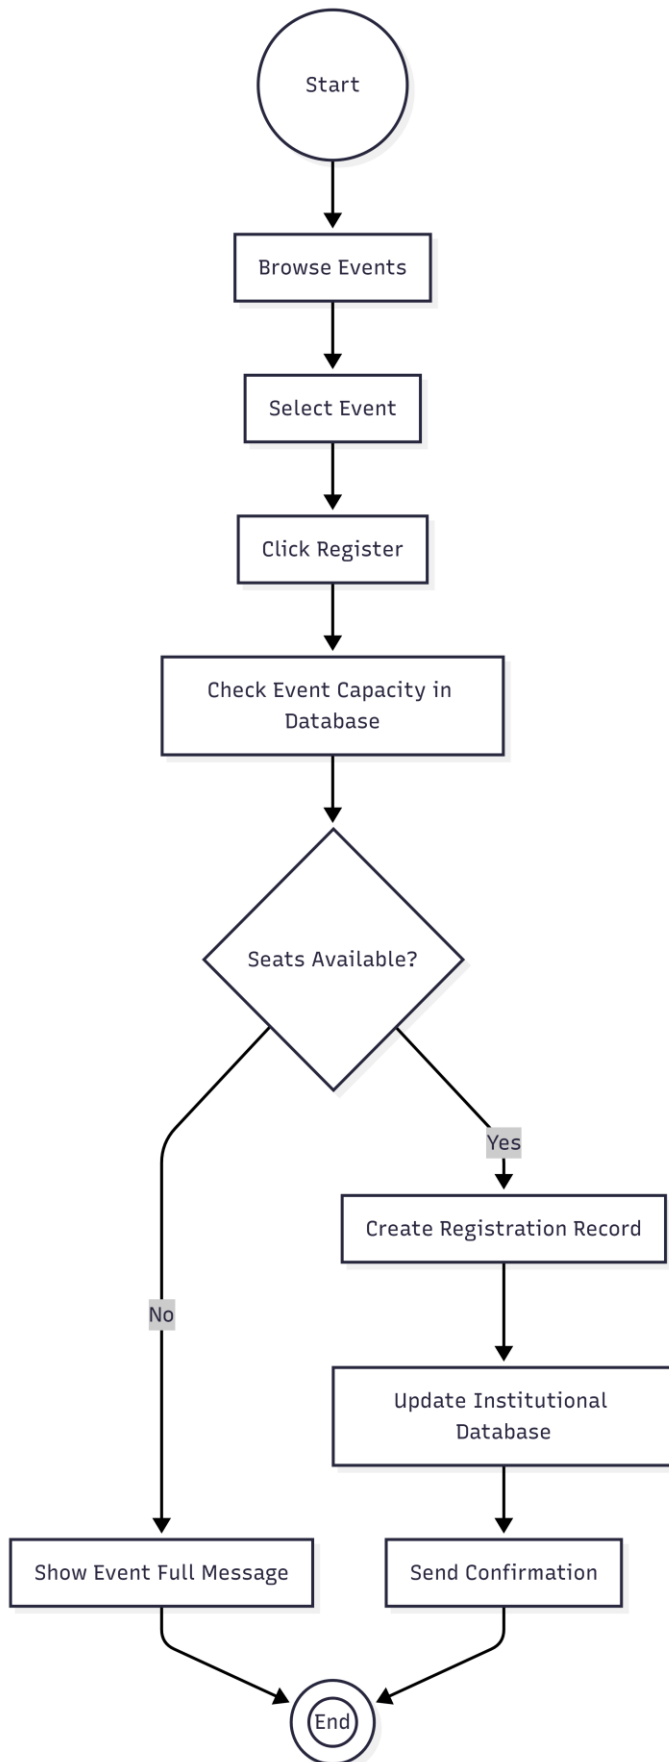 Start
Browse Events
Select Event
Click Register
Check Event Capacity in
Database
Seats Available?
Yes
Create Registration Record
No
Update Institutional
Database
Show Event Full Message
Send Confirmation
End